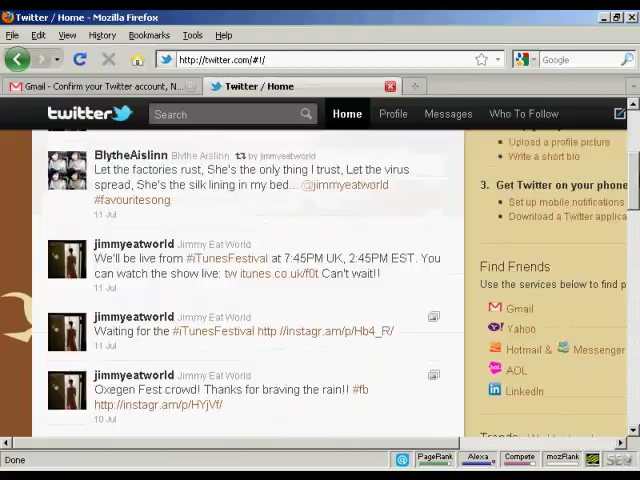 Twitter / Home - Mozilla Firefox
File Edit View History Bookmarks Tools Help
http://twitter.com/#!/ Google
Gmail - Confirm your Twitter account, N... Twitter / Home
twitter Search Home Profile Messages Who To Follow
BlytheAislinn Blythe Aislinn by jimmyeatworld
Let the factories rust, She's the only thing I trust, Let the virus
spread, She's the silk lining in my bed... @jimmyeatworld
#favouritesong
11 Jul
jimmyeatworld Jimmy Eat World
We'll be live from #iTunesFestival at 7:45PM UK, 2:45PM EST. You
can watch the show live: tw.itunes.co.uk/f0t Can't wait!!
11 Jul
jimmyeatworld Jimmy Eat World
Waiting for the #iTunesFestival http://instagr.am/p/Hb4_R/
11 Jul
jimmyeatworld Jimmy Eat World
Oxegen Fest crowd! Thanks for braving the rain!! #fb
http://instagr.am/p/HYjVf/
10 Jul
Upload a profile picture
Write a short bio
3. Get Twitter on your phone
Set up mobile notifications
Download a Twitter applica
Find Friends
Use the services below to find p
Gmail
Yahoo
Hotmail & Messenger
AOL
LinkedIn
Done PageRank Alexa Compete mozRank